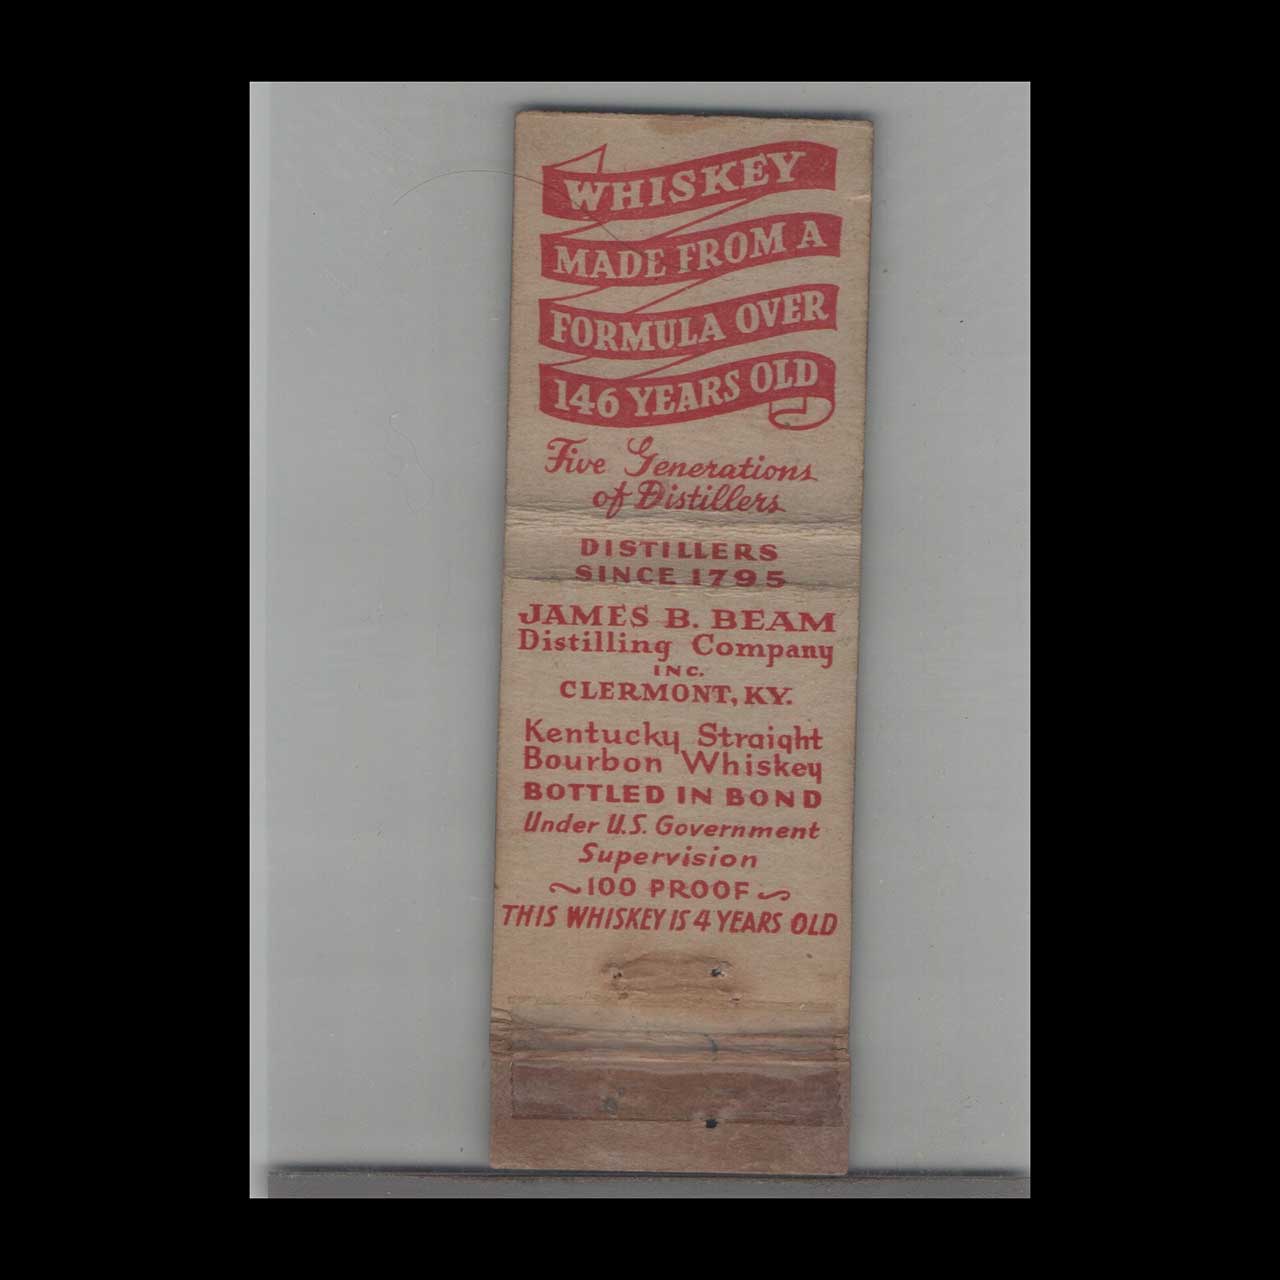 WHISKEY
MADE FROM A
FORMULA OVER
146 YEARS OLD
Five Generations
of Distillers
DISTILLERS
SINCE 1795
JAMES B. BEAM
Distilling Company
INC.
CLERMONT, KY.
Kentucky Straight
Bourbon Whiskey
BOTTLED IN BOND
Under U.S. Government
Supervision
~100 PROOF~
THIS WHISKEY IS 4 YEARS OLD